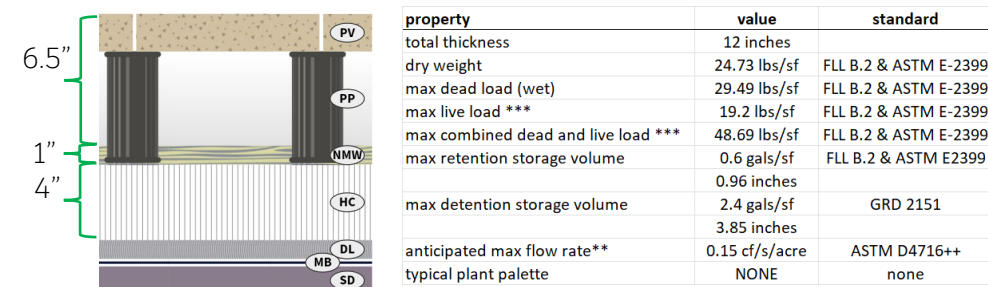 6.5”
1”
4”
PV
PP
NMW
HC
DL
MB
SD
property value standard
total thickness 12 inches
dry weight 24.73 lbs/sf FLL B.2 & ASTM E-2399
max dead load (wet) 29.49 lbs/sf FLL B.2 & ASTM E-2399
max live load *** 19.2 lbs/sf FLL B.2 & ASTM E-2399
max combined dead and live load *** 48.69 lbs/sf FLL B.2 & ASTM E-2399
max retention storage volume 0.6 gals/sf FLL B.2 & ASTM E2399
0.96 inches
max detention storage volume 2.4 gals/sf GRD 2151
3.85 inches
anticipated max flow rate** 0.15 cf/s/acre ASTM D4716++
typical plant palette NONE none